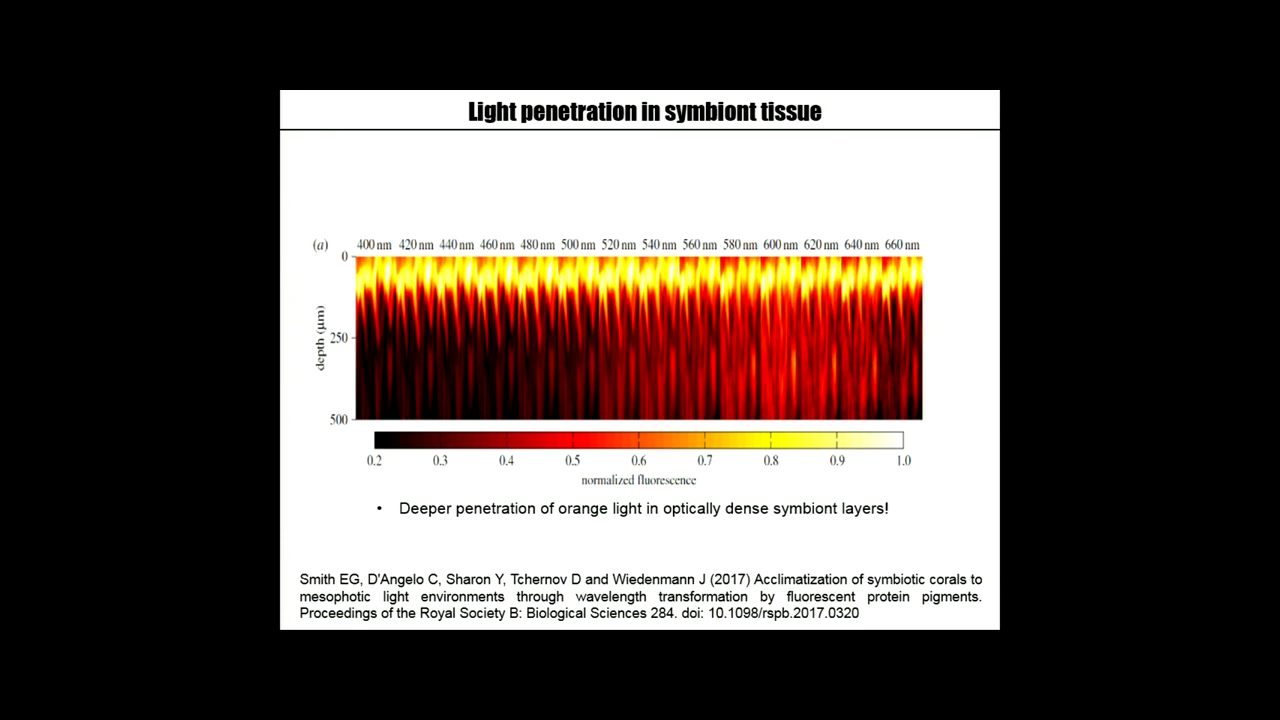 Light penetration in symbiont tissue
(a) 400 nm 420 nm 440 nm 460 nm 480 nm 500 nm 520 nm 540 nm 560 nm 580 nm 600 nm 620 nm 640 nm 660 nm
0
depth (µm)
250
500
0.2 0.3 0.4 0.5 0.6 0.7 0.8 0.9 1.0
normalized fluorescence
• Deeper penetration of orange light in optically dense symbiont layers!
Smith EG, D'Angelo C, Sharon Y, Tchernov D and Wiedenmann J (2017) Acclimatization of symbiotic corals to
mesophotic light environments through wavelength transformation by fluorescent protein pigments.
Proceedings of the Royal Society B: Biological Sciences 284. doi: 10.1098/rspb.2017.0320